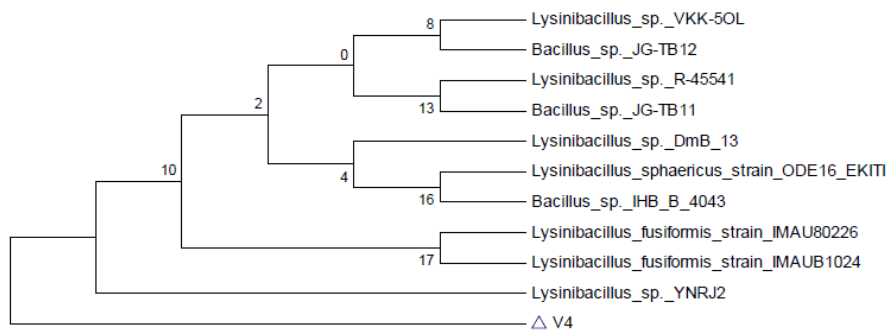 8
Lysinibacillus_sp._VKK-5OL
0
Bacillus_sp._JG-TB12
2
Lysinibacillus_sp._R-45541
13
Bacillus_sp._JG-TB11
10
Lysinibacillus_sp._DmB_13
4
Lysinibacillus_sphaericus_strain_ODE16_EKITI
16
Bacillus_sp._IHB_B_4043
Lysinibacillus_fusiformis_strain_IMAU80226
17
Lysinibacillus_fusiformis_strain_IMAUB1024
Lysinibacillus_sp._YNRJ2
V4